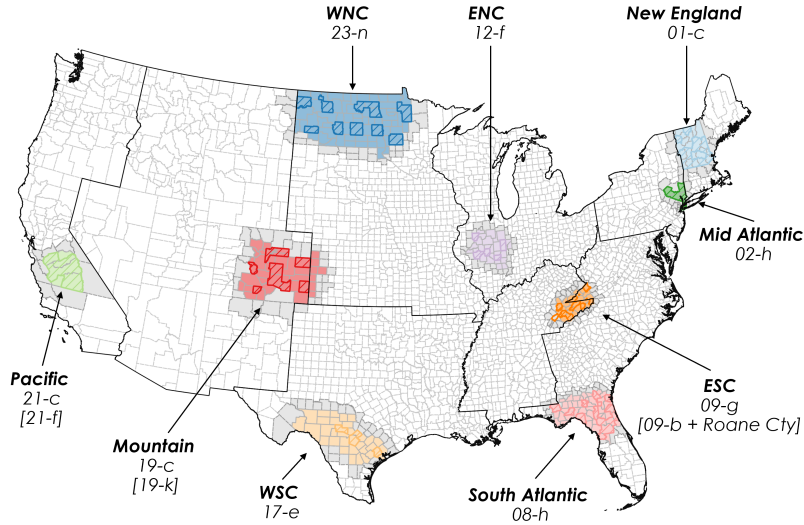 WNC
23-n
ENC
12-f
New England
01-c
Mid Atlantic
02-h
Pacific
21-c
[21-f]
ESC
09-g
[09-b + Roane Cty]
Mountain
19-c
[19-k]
WSC
17-e
South Atlantic
08-h